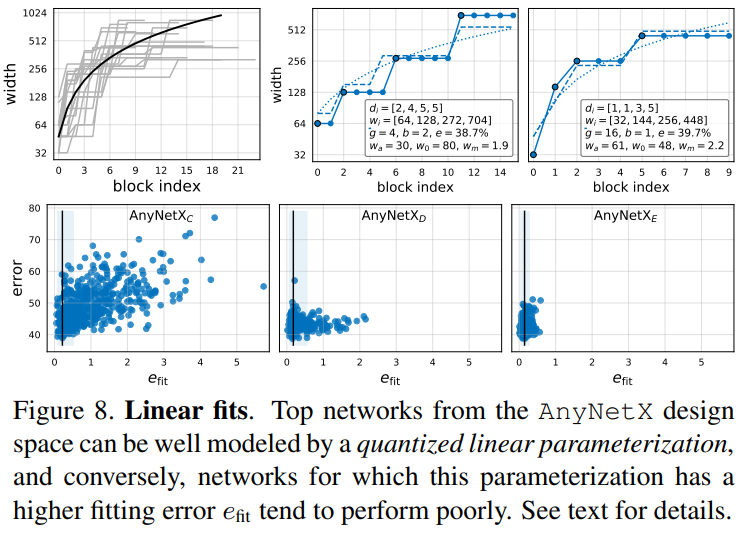 1024
512
256
128
64
32
width
0 3 6 9 12 15 18 21
block index
512
256
128
64
32
width
d_i = [2, 4, 5, 5]
w_i = [64, 128, 272, 704]
g = 4, b = 2, e = 38.7%
w_a = 30, w_0 = 80, w_m = 1.9
0 2 4 6 8 10 12 14
block index
d_i = [1, 1, 3, 5]
w_i = [32, 144, 256, 448]
g = 16, b = 1, e = 39.7%
w_a = 61, w_0 = 48, w_m = 2.2
0 1 2 3 4 5 6 7 8 9
block index
80
70
60
50
40
error
AnyNetX_C
0 1 2 3 4 5
e_fit
AnyNetX_D
0 1 2 3 4 5
e_fit
AnyNetX_E
0 1 2 3 4 5
e_fit
Figure 8. Linear fits. Top networks from the AnyNetX design
space can be well modeled by a quantized linear parameterization,
and conversely, networks for which this parameterization has a
higher fitting error e_fit tend to perform poorly. See text for details.